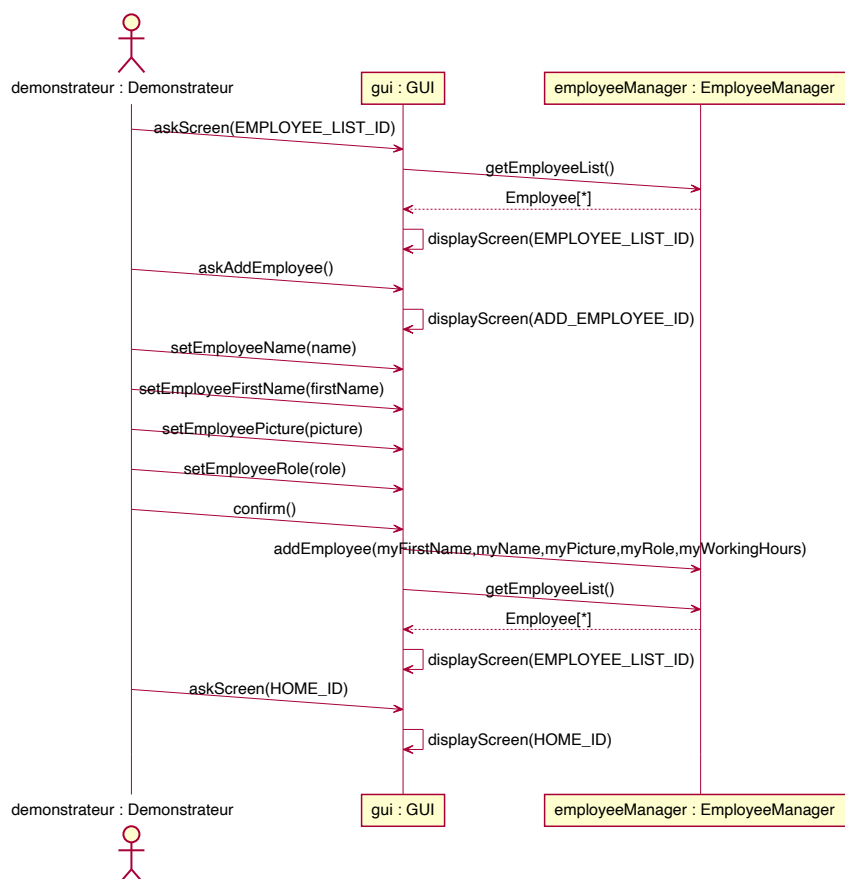 demonstrateur : Demonstrateur
gui : GUI
employeeManager : EmployeeManager
askScreen(EMPLOYEE_LIST_ID)
getEmployeeList()
Employee[*]
displayScreen(EMPLOYEE_LIST_ID)
askAddEmployee()
displayScreen(ADD_EMPLOYEE_ID)
setEmployeeName(name)
setEmployeeFirstName(firstName)
setEmployeePicture(picture)
setEmployeeRole(role)
confirm()
addEmployee(myFirstName,myName,myPicture,myRole,myWorkingHours)
getEmployeeList()
Employee[*]
displayScreen(EMPLOYEE_LIST_ID)
askScreen(HOME_ID)
displayScreen(HOME_ID)
demonstrateur : Demonstrateur
gui : GUI
employeeManager : EmployeeManager